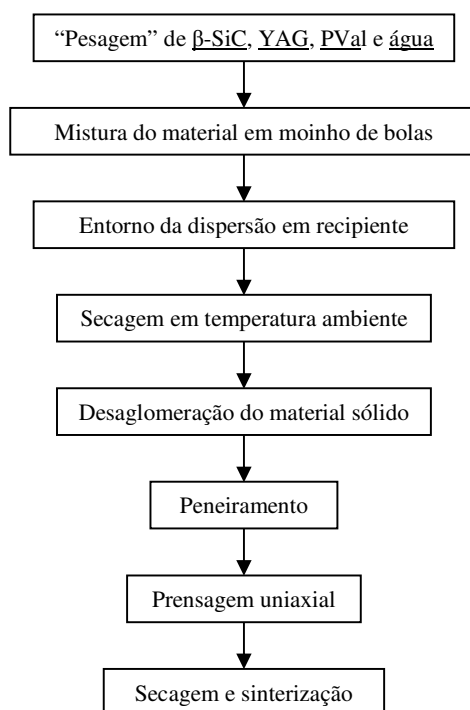 “Pesagem” de β-SiC, YAG, PVal e água
Mistura do material em moinho de bolas
Entorno da dispersão em recipiente
Secagem em temperatura ambiente
Desaglomeração do material sólido
Peneiramento
Prensagem uniaxial
Secagem e sinterização